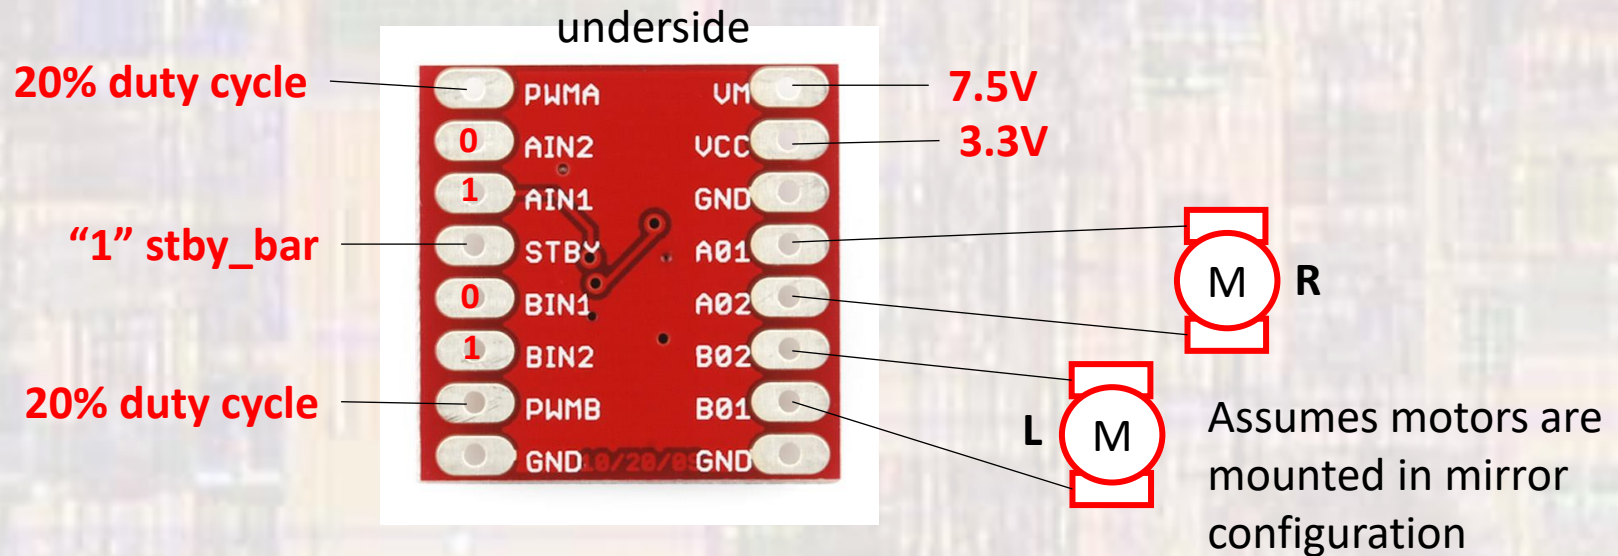 underside
20% duty cycle
PWMA
VM
7.5V
0
AIN2
VCC
3.3V
1
AIN1
GND
"1" stby_bar
STBY
A01
M
R
0
BIN1
A02
1
BIN2
B02
20% duty cycle
PWMB
B01
L
M
GND
GND
Assumes motors are
mounted in mirror
configuration